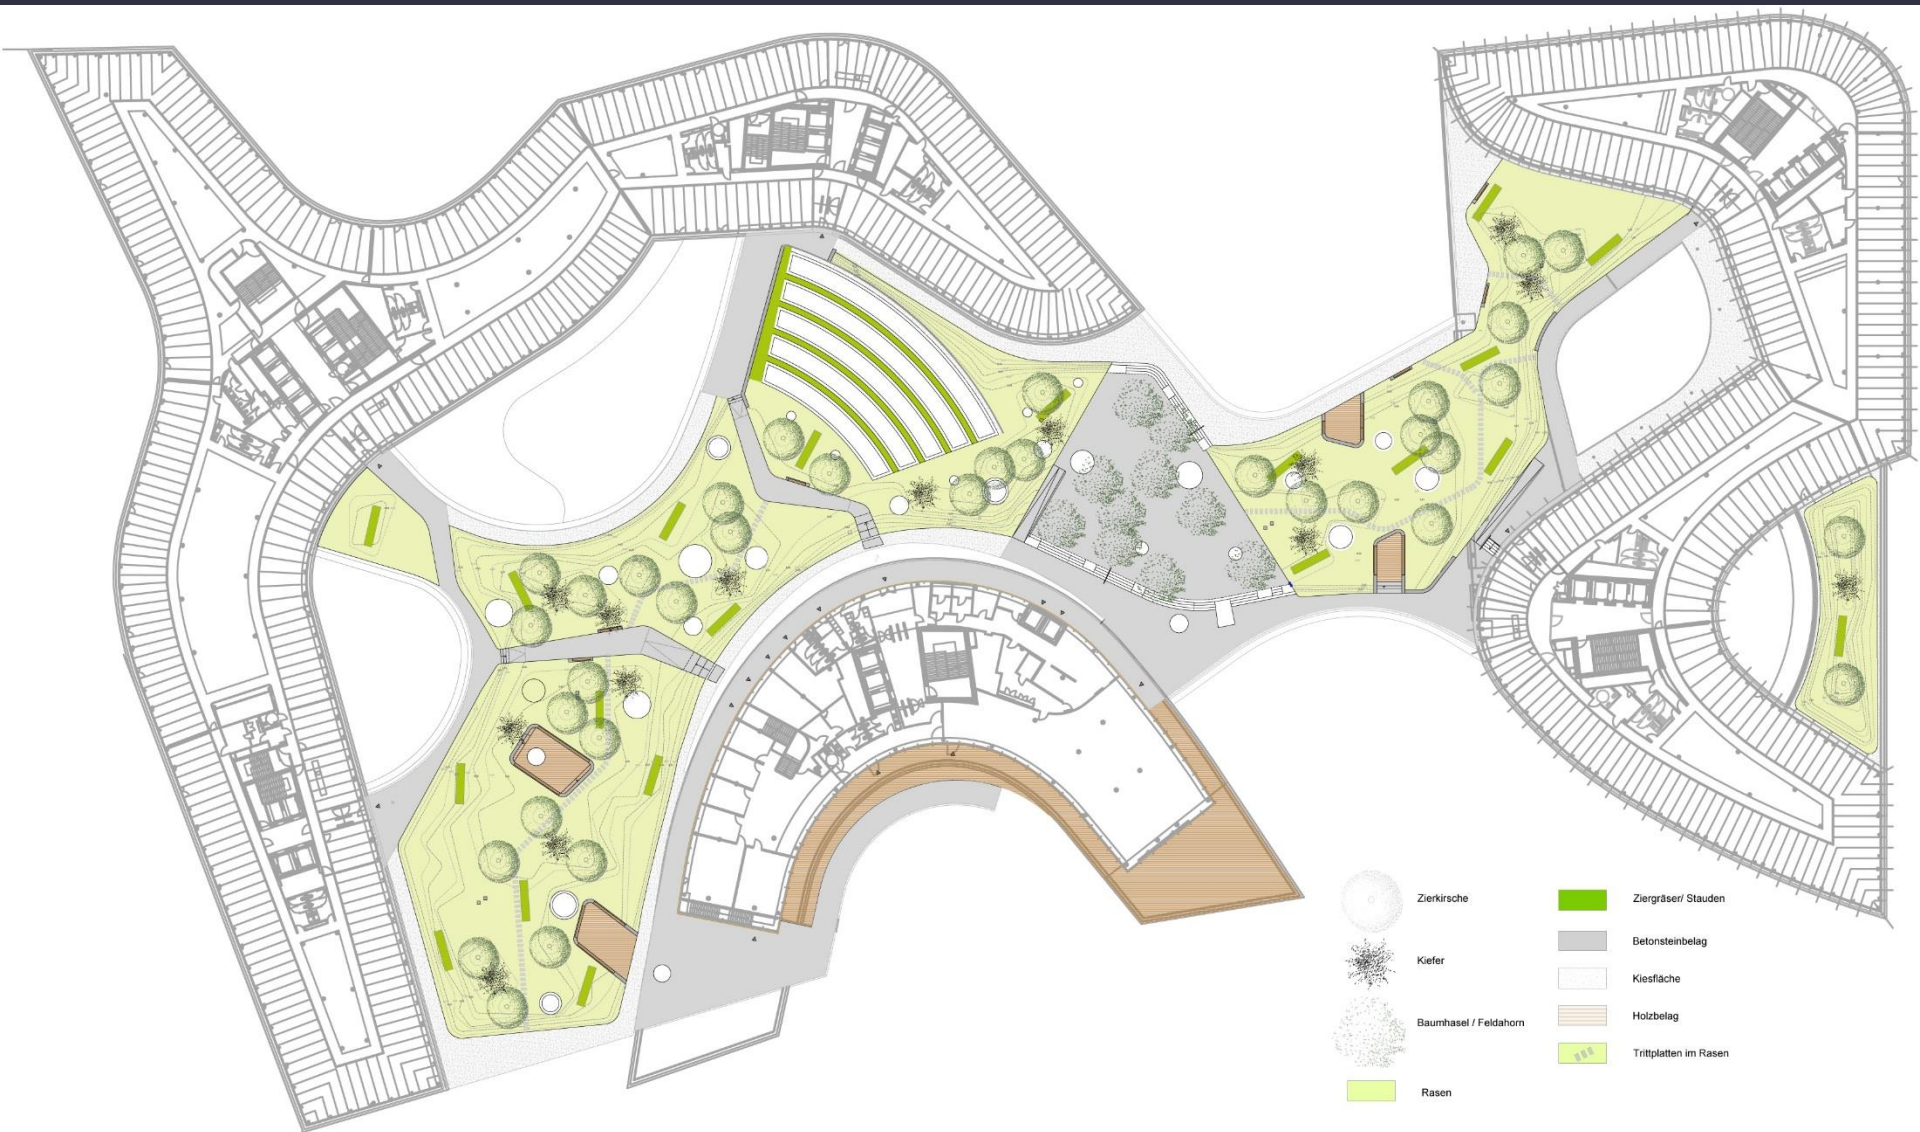 Zierkirsche
Kiefer
Baumhasel / Feldahorn
Rasen
Ziergräser/ Stauden
Betonsteinbelag
Kiesfläche
Holzbelag
Trittplatten im Rasen